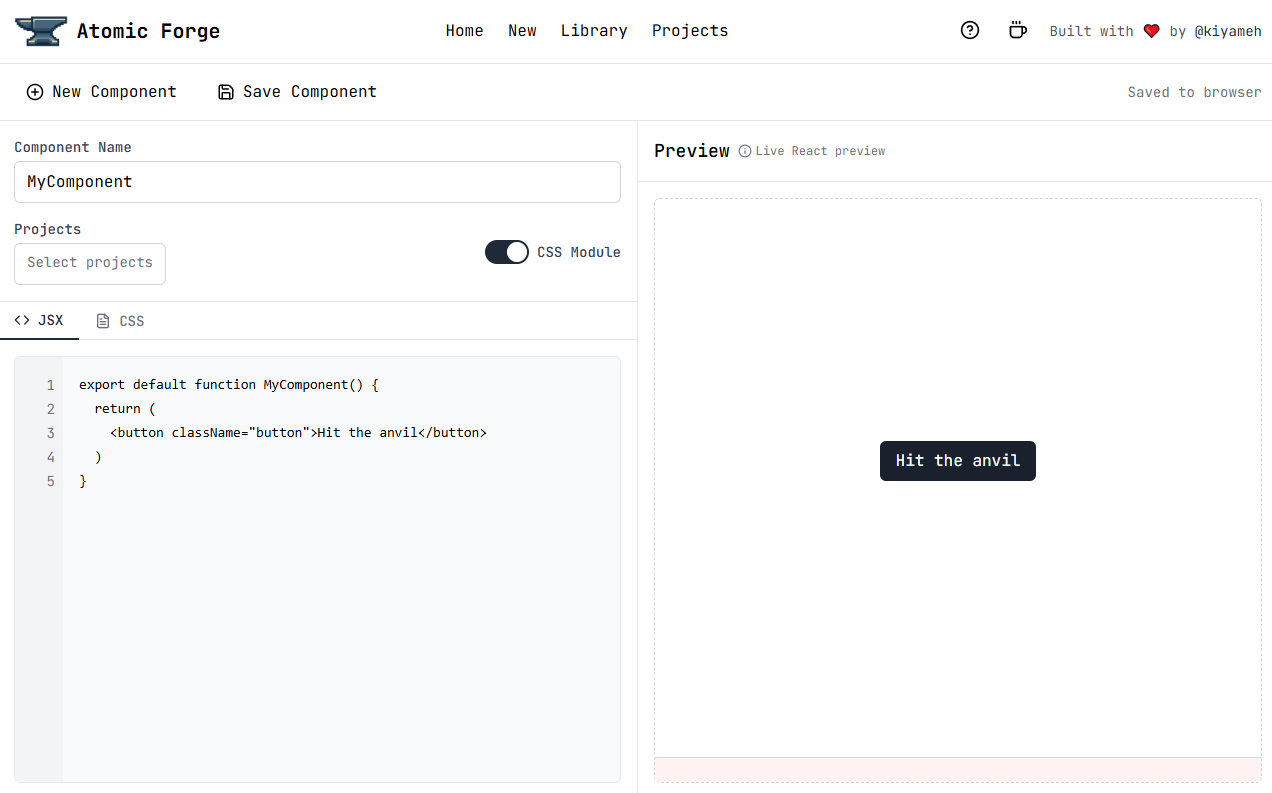 Atomic Forge
Home New Library Projects
Built with by @kiyameh
New Component Save Component
Saved to browser
Component Name
MyComponent
Projects
Select projects
CSS Module
JSX CSS
1 export default function MyComponent() {
2 return (
3 <button className="button">Hit the anvil</button>
4 )
5 }
Preview Live React preview
Hit the anvil